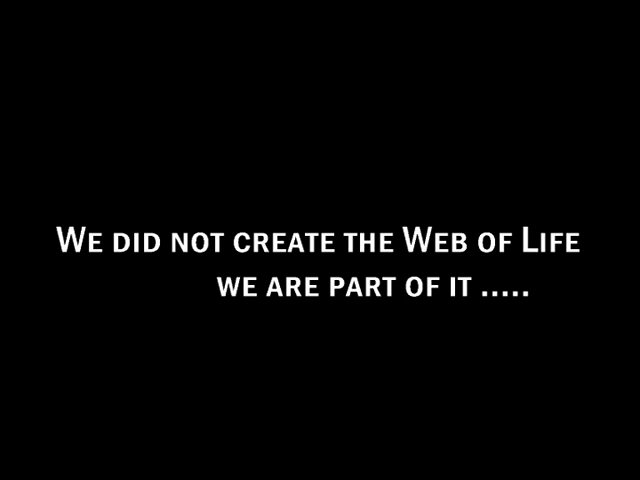 We did not create the Web of Life
we are part of it .....